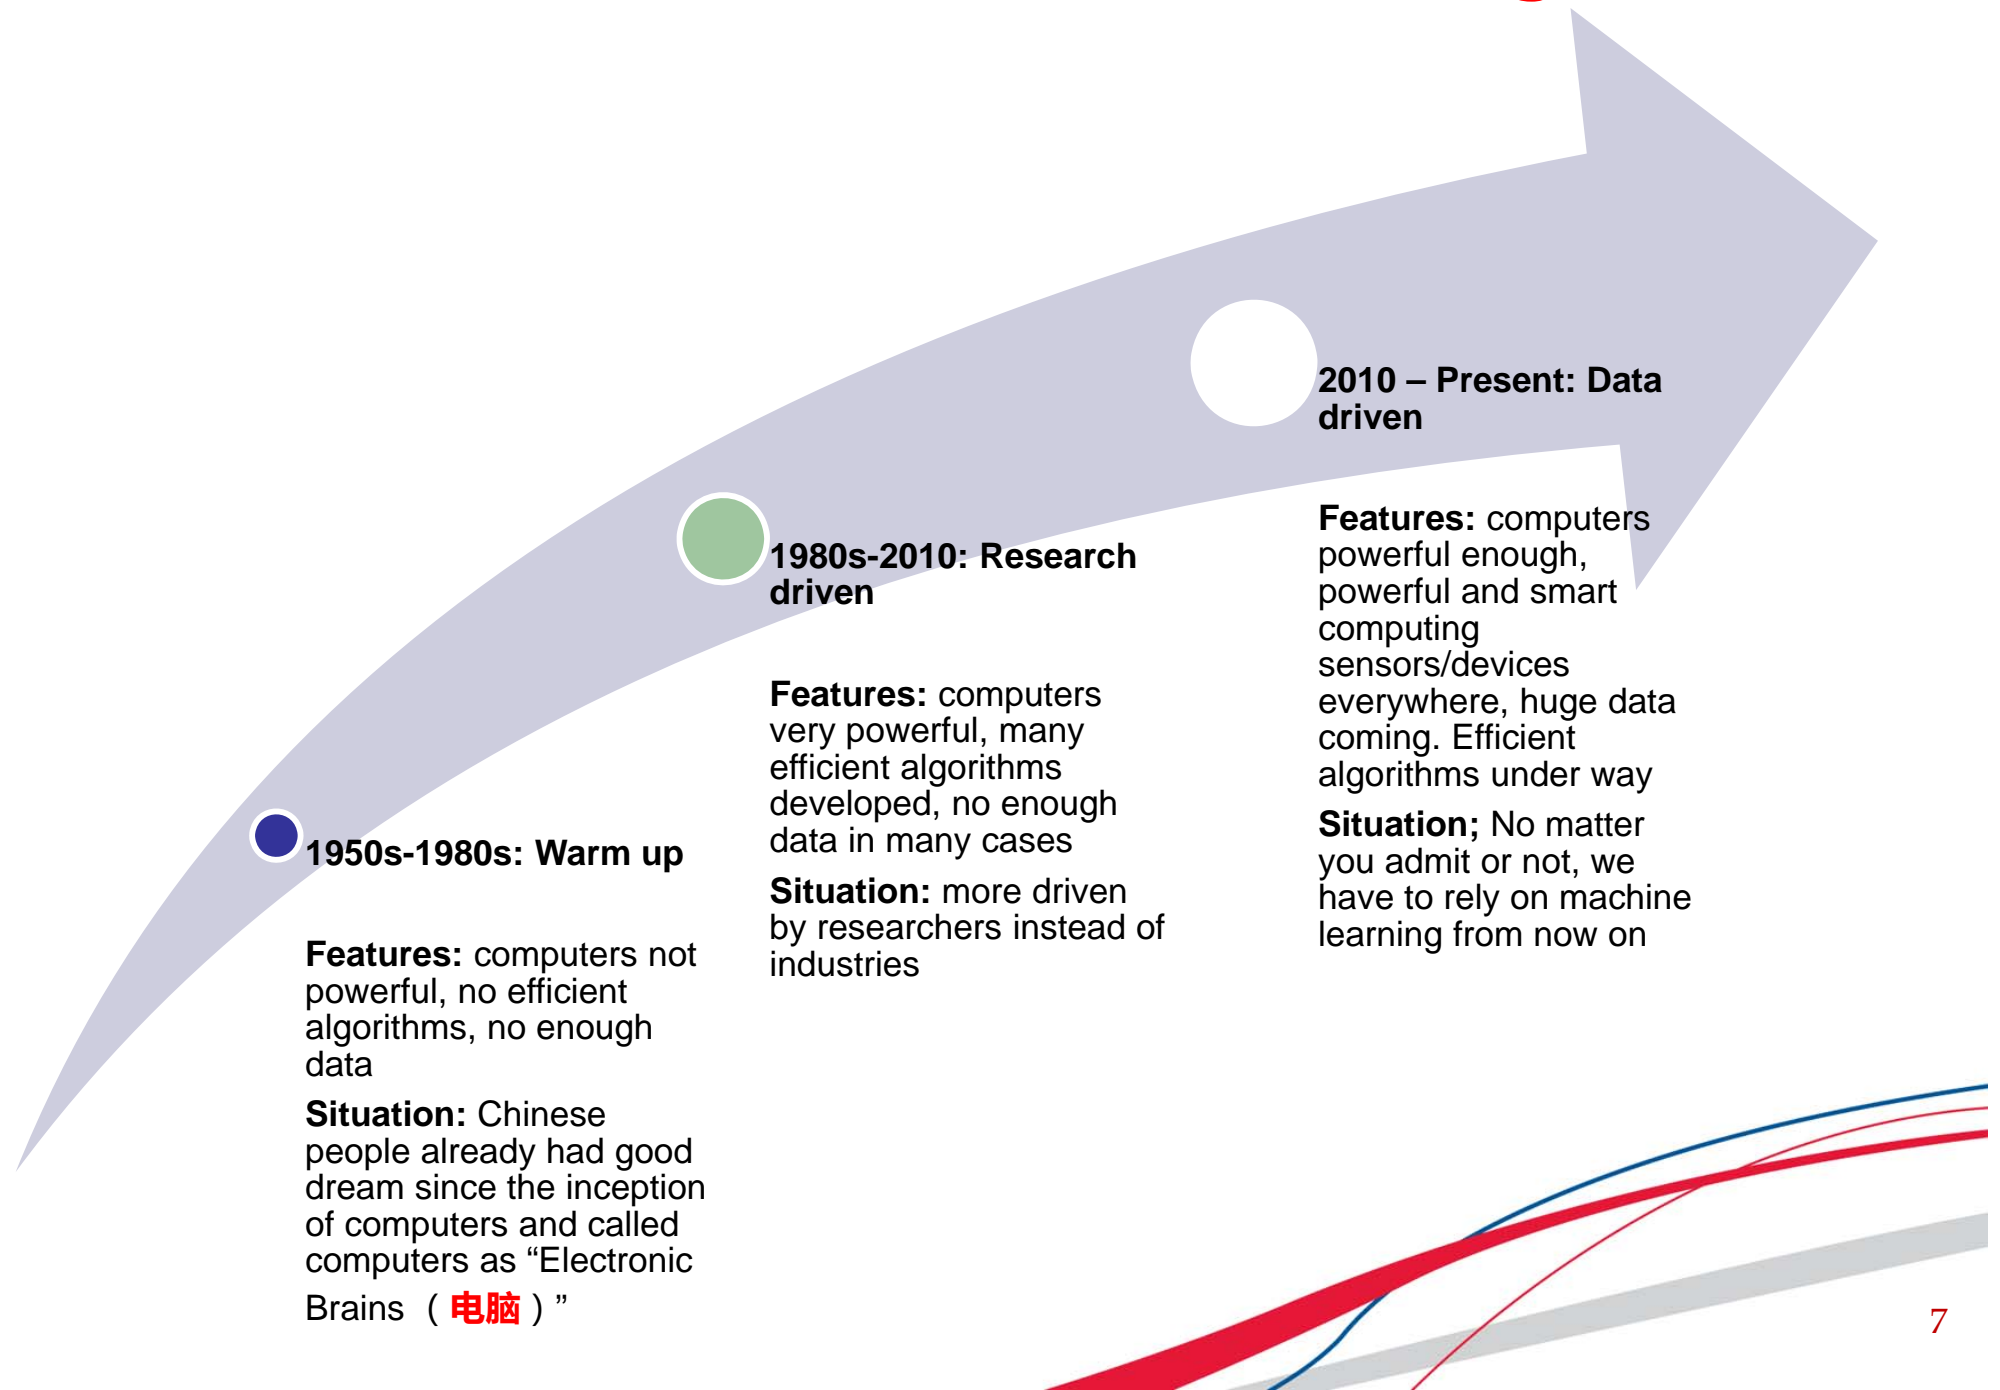 1950s-1980s: Warm up
Features: computers not
powerful, no efficient
algorithms, no enough
data
Situation: Chinese
people already had good
dream since the inception
of computers and called
computers as “Electronic
Brains （电脑）”
1980s-2010: Research
driven
Features: computers
very powerful, many
efficient algorithms
developed, no enough
data in many cases
Situation: more driven
by researchers instead of
industries
2010 – Present: Data
driven
Features: computers
powerful enough,
powerful and smart
computing
sensors/devices
everywhere, huge data
coming. Efficient
algorithms under way
Situation; No matter
you admit or not, we
have to rely on machine
learning from now on
7